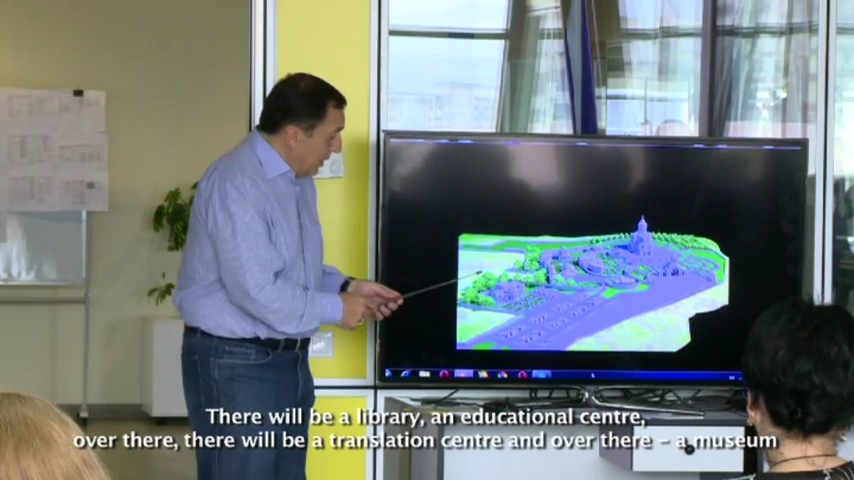 There will be a library, an educational centre,
over there, there will be a translation centre and over there – a museum